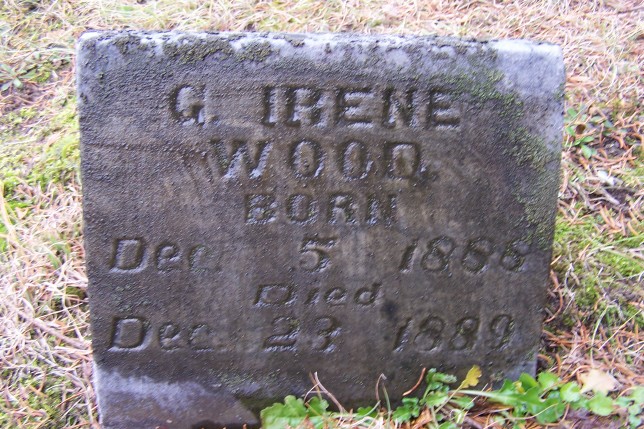 G. IRENE
WOOD.
BORN
Dec. 5 1888
Died
Dec. 23 1889